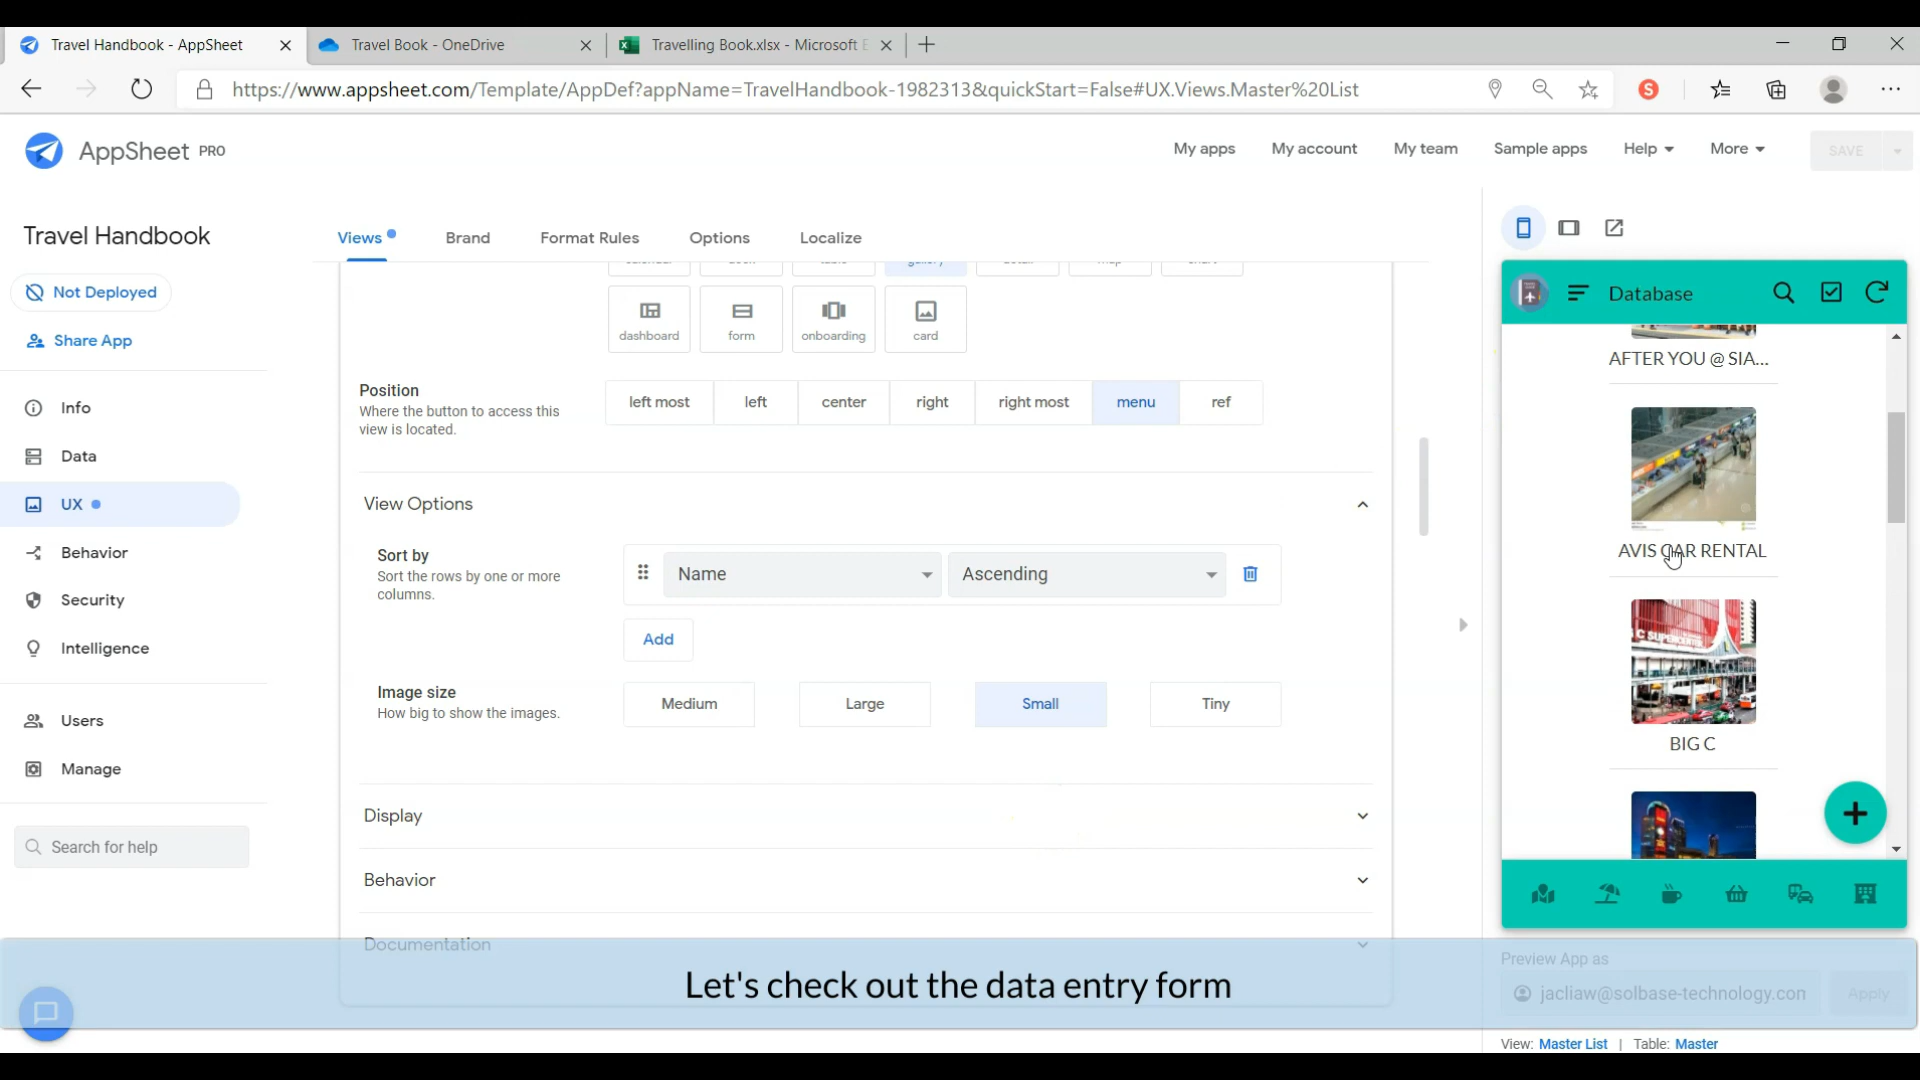 Travel Handbook - AppSheet
Travel Book - OneDrive
Travelling Book.xlsx - Microsoft E
https://www.appsheet.com/Template/AppDef?appName=TravelHandbook-1982313&quickStart=False#UX.Views.Master%20List
S
AppSheet PRO
My apps
My account
My team
Sample apps
Help
More
SAVE
Travel Handbook
Not Deployed
Share App
Info
Data
UX
Behavior
Security
Intelligence
Users
Manage
Search for help
Views
Brand
Format Rules
Options
Localize
gallery
dashboard
form
onboarding
card
Position
Where the button to access this
view is located.
left most
left
center
right
right most
menu
ref
View Options
Sort by
Sort the rows by one or more
columns.
Name
Ascending
Add
Image size
How big to show the images.
Medium
Large
Small
Tiny
Display
Behavior
Documentation
Database
AFTER YOU @ SIA...
AVIS CAR RENTAL
C SUPERCENTER
BIG C
Let's check out the data entry form
Preview App as
jacliaw@solbase-technology.con
Apply
View: Master List | Table: Master